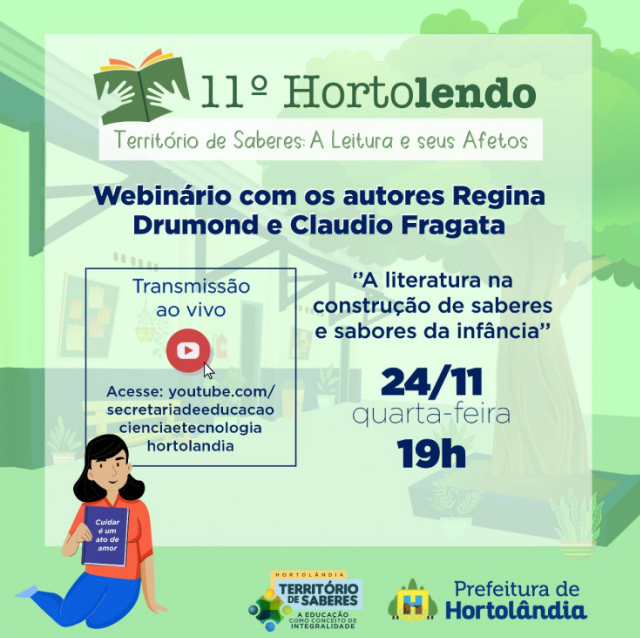 11º Hortolendo
Território de Saberes: A Leitura e seus Afetos
Webinário com os autores Regina
Drumond e Claudio Fragata
Transmissão
ao vivo
Acesse: youtube.com/
secretariadeeducacao
cienciaetecnologia
hortolandia
‘’A literatura na
construção de saberes
e sabores da infância’’
24/11
quarta-feira
19h
Cuidar
é um
ato de
amor
HORTOLÂNDIA
TERRITÓRIO
DE SABERES
A EDUCAÇÃO
COMO CONCEITO DE
INTEGRALIDADE
Prefeitura de
Hortolândia